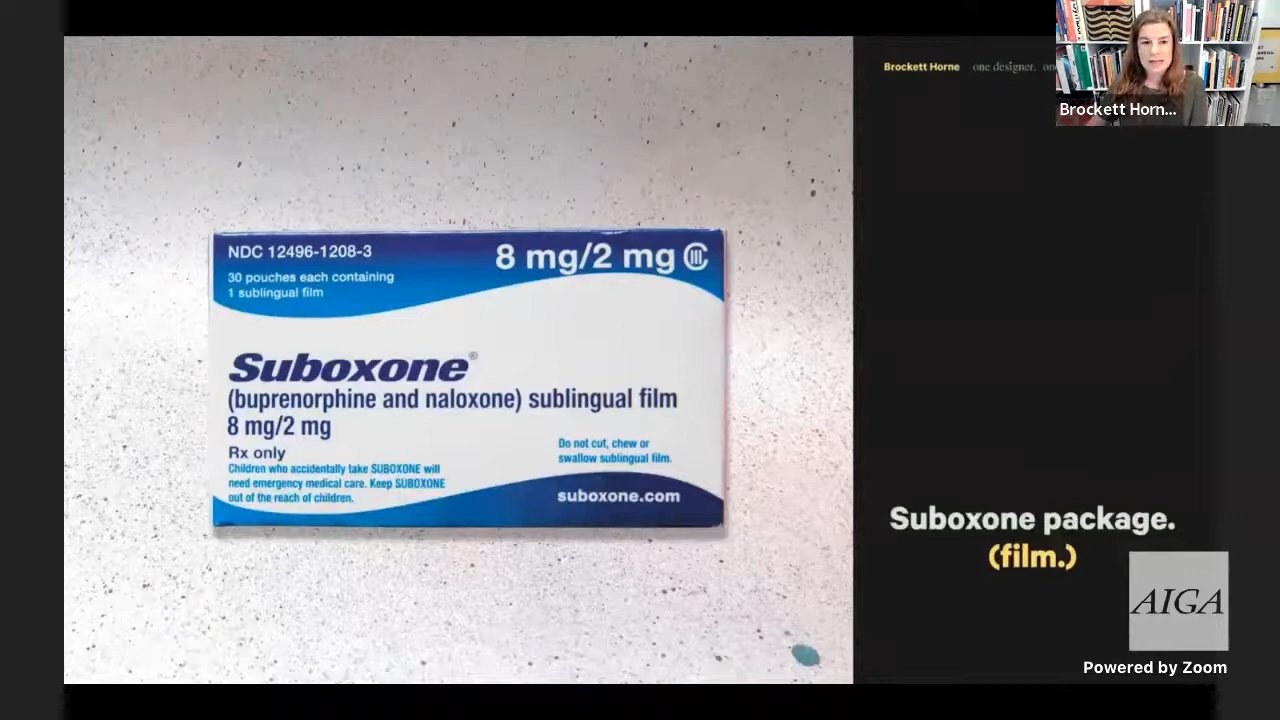 NDC 12496-1208-3
8 mg/2 mg CIII
30 pouches each containing
1 sublingual film
Suboxone®
(buprenorphine and naloxone) sublingual film
8 mg/2 mg
Rx only
Children who accidentally take SUBOXONE will
need emergency medical care. Keep SUBOXONE
out of the reach of children.
Do not cut, chew or
swallow sublingual film.
suboxone.com
Brockett Horne one designer.
Brockett Horn...
Suboxone package.
(film.)
AIGA
Powered by Zoom